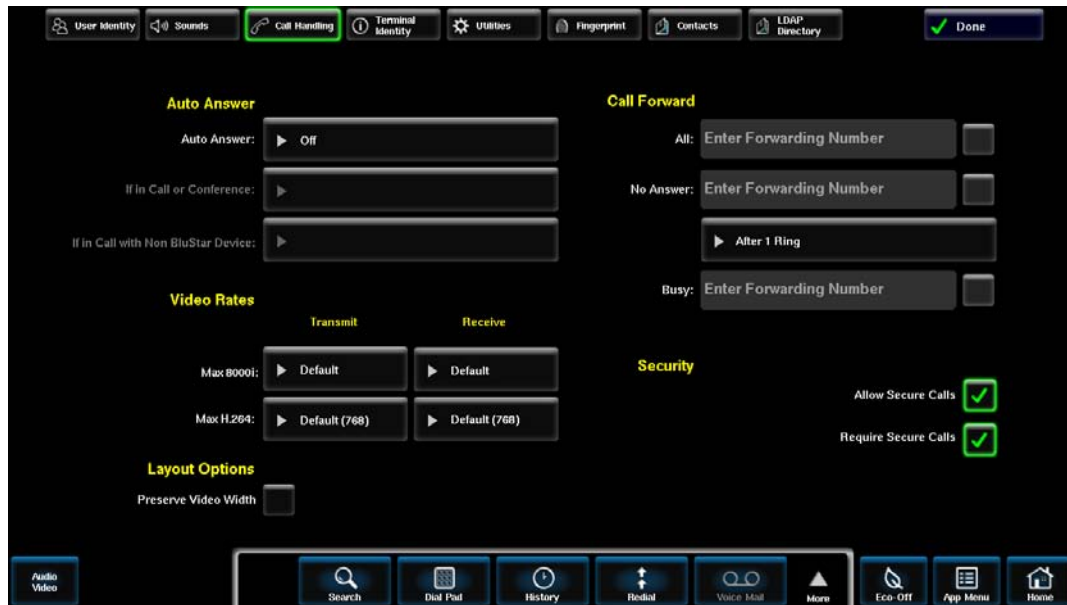 User Identity
Sounds
Call Handling
Terminal
Identity
Utilities
Fingerprint
Contacts
LDAP
Directory
Done
Auto Answer
Auto Answer:
Off
If in Call or Conference:
If in Call with Non BluStar Device:
Video Rates
Transmit
Receive
Max 8000i:
Default
Default
Max H.264:
Default (768)
Default (768)
Layout Options
Preserve Video Width
Call Forward
All:
Enter Forwarding Number
No Answer:
Enter Forwarding Number
After 1 Ring
Busy:
Enter Forwarding Number
Security
Allow Secure Calls
Require Secure Calls
Audio
Video
Search
Dial Pad
History
Redial
Voice Mail
More
Eco-Off
App Menu
Home